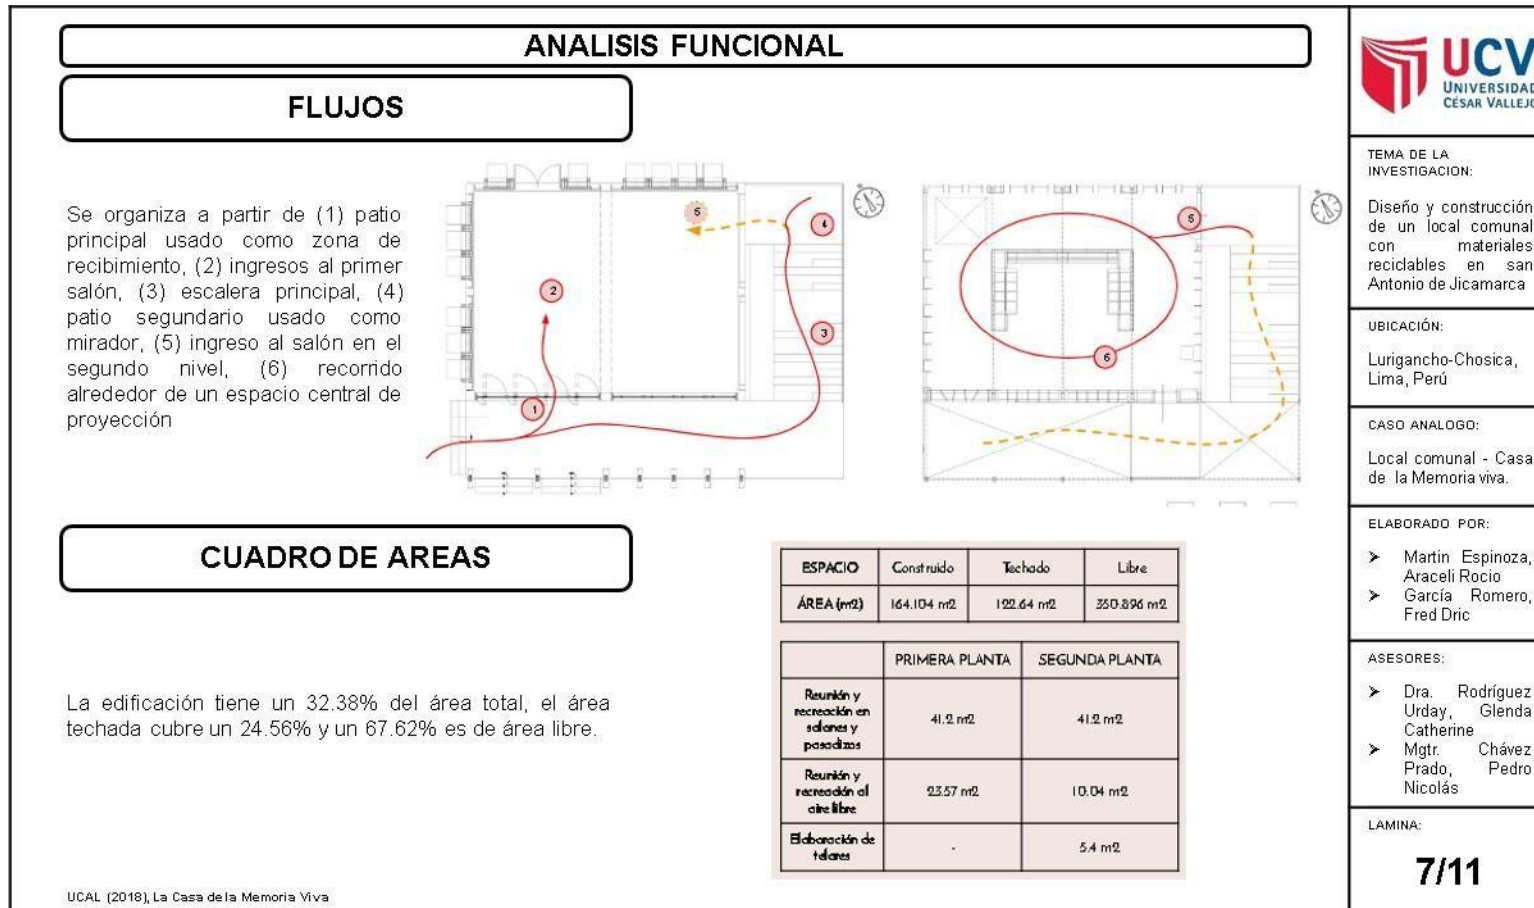 ANALISIS FUNCIONAL
FLUJOS
Se organiza a partir de (1) patio
principal usado como zona de
recibimiento, (2) ingresos al primer
salón, (3) escalera principal, (4)
patio segundario usado como
mirador, (5) ingreso al salón en el
segundo nivel, (6) recorrido
alrededor de un espacio central de
proyección
5
4
2
3
1
5
6
CUADRO DE AREAS
La edificación tiene un 32.38% del área total, el área
techada cubre un 24.56% y un 67.62% es de área libre.
ESPACIO Construido Techado Libre
ÁREA (m2) 164.104 m2 122.64 m2 350.896 m2
PRIMERA PLANTA SEGUNDA PLANTA
Reunión y
recreación en
salones y
pasadizos
41.2 m2 41.2 m2
Reunión y
recreación al
aire libre
23.57 m2 10.04 m2
Elaboración de
telares
- 5.4 m2
UCAL (2018), La Casa de la Memoria Viva
UCV
UNIVERSIDAD
CÉSAR VALLEJO
TEMA DE LA
INVESTIGACION:
Diseño y construcción
de un local comunal
con materiales
reciclables en san
Antonio de Jicamarca
UBICACIÓN:
Lurigancho-Chosica,
Lima, Perú
CASO ANALOGO:
Local comunal - Casa
de la Memoria viva.
ELABORADO POR:
➤ Martin Espinoza,
Araceli Rocio
➤ García Romero,
Fred Dric
ASESORES:
➤ Dra. Rodríguez
Urday, Glenda
Catherine
➤ Mgtr. Chávez
Prado, Pedro
Nicolás
LAMINA:
7/11